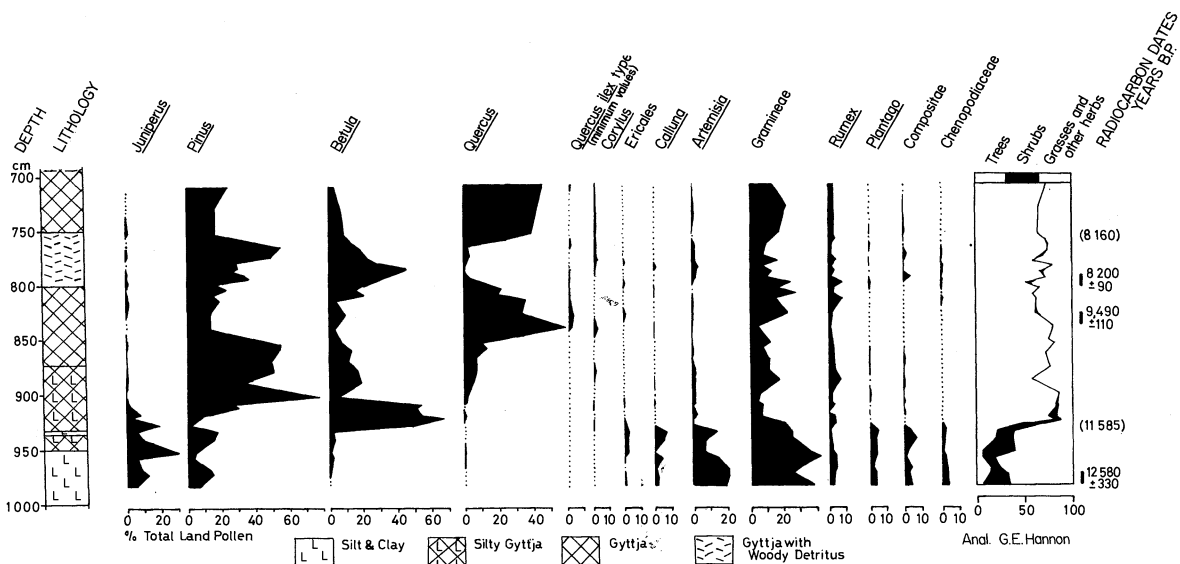 DEPTH
LITHOLOGY
Juniperus
Pinus
Betula
Quercus
Quercus ilex type
(minimum values)
Corylus
Ericales
Calluna
Artemisia
Gramineae
Rumex
Plantago
Compositae
Chenopodiaceae
Trees
Shrubs
Grasses and
other herbs
RADIOCARBON DATES
YEARS B.P.
cm
700
750
800
850
900
950
1000
(8 160)
8 200
±90
9,490
±110
(11 585)
12 580
±330
0 20
0 20 40 60
0 20 40 60
0 20 40
0
0 10
0
0
0 20
0 20
0 10
0 10
0 10
0 10
0 50 100
% Total Land Pollen
Silt & Clay
Silty Gyttja
Gyttja
Gyttja with
Woody Detritus
Anal. G.E. Hannon